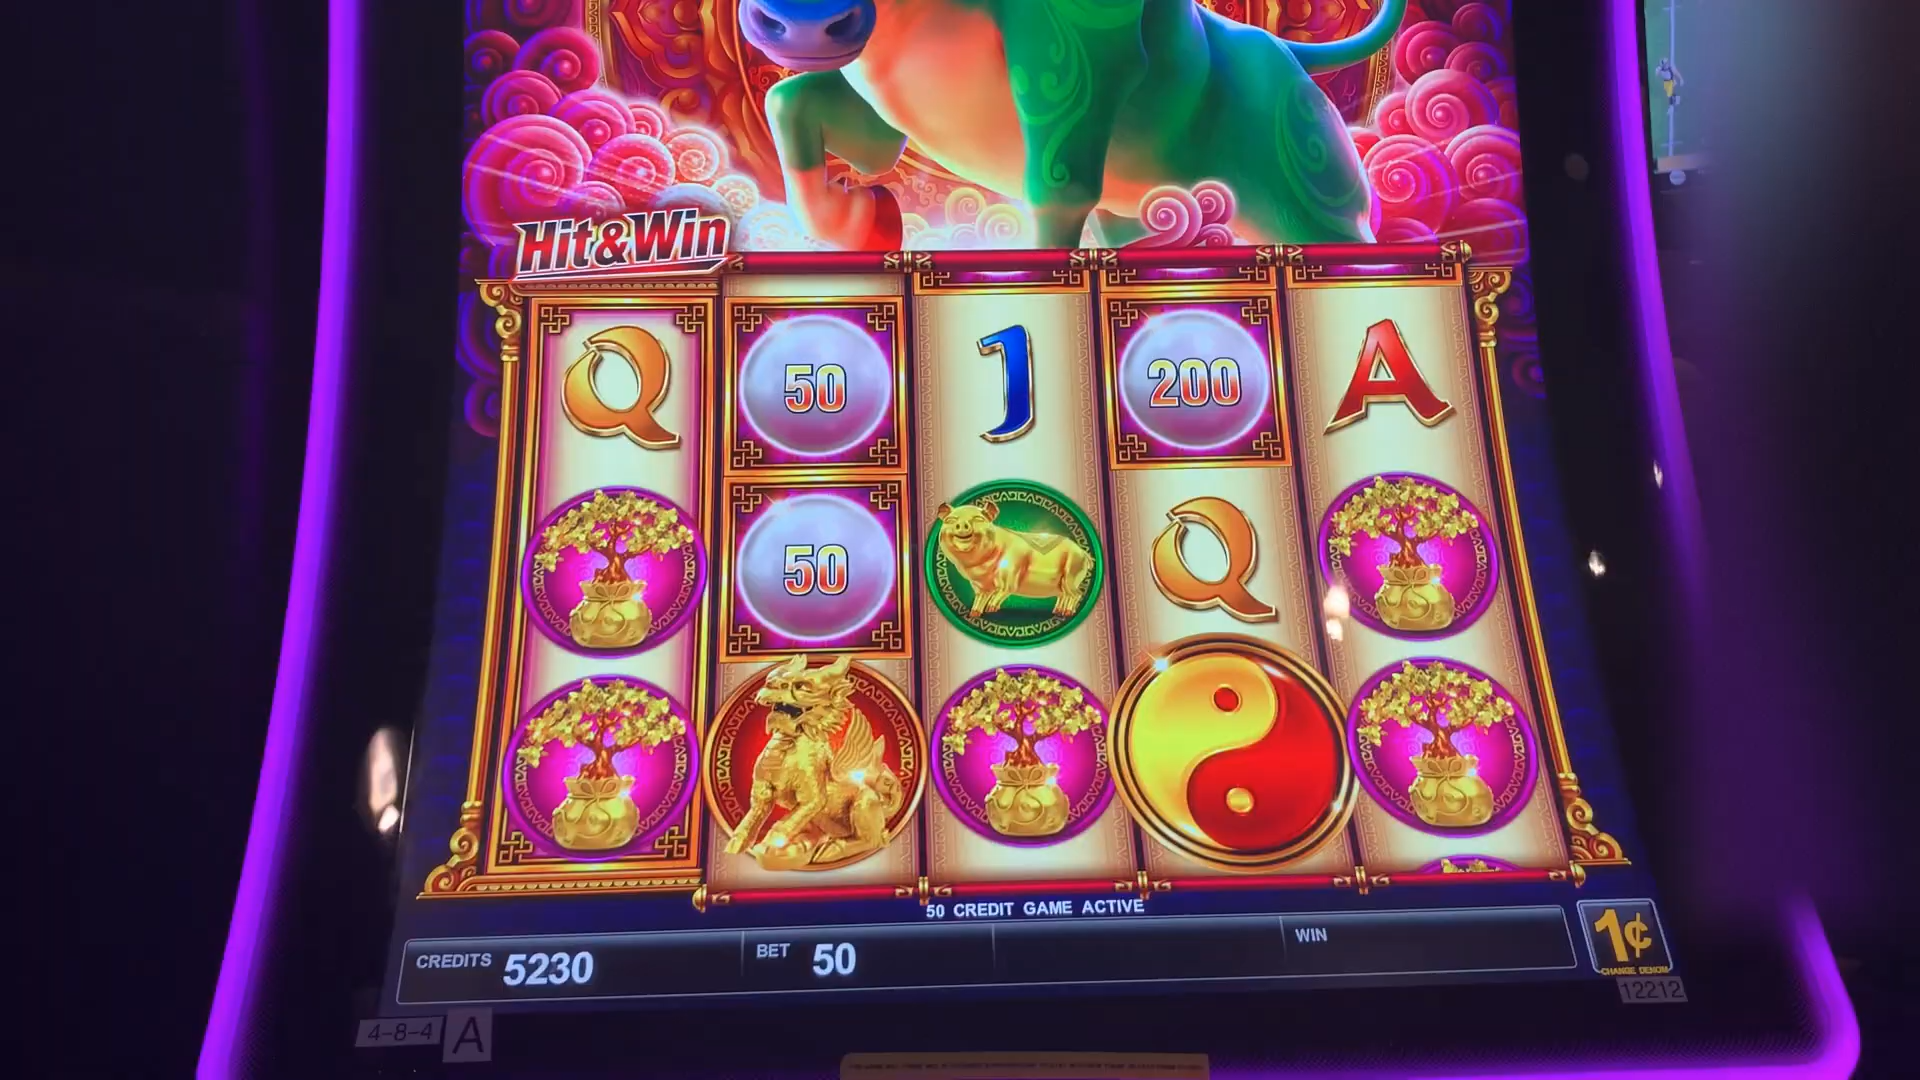 Hit&Win
Q
50
J
200
A
50
Q
50 CREDIT GAME ACTIVE
CREDITS 5230
BET 50
WIN
1¢
CHANGE DENOM
12212
4-8-4 A